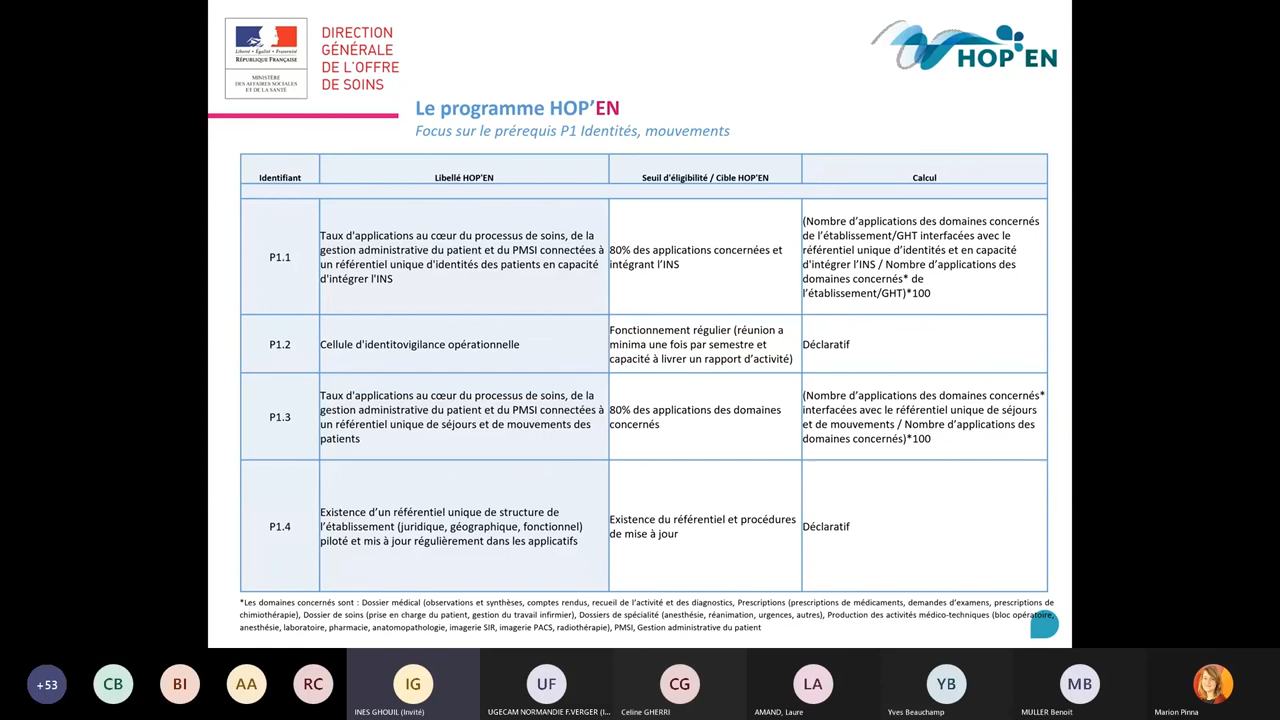 Liberté • Égalité • Fraternité
RÉPUBLIQUE FRANÇAISE
MINISTÈRE
DES AFFAIRES SOCIALES
ET DE LA SANTÉ
DIRECTION
GÉNÉRALE
DE L'OFFRE
DE SOINS
HOP'EN
Le programme HOP'EN
Focus sur le prérequis P1 Identités, mouvements
Identifiant
Libellé HOP'EN
Seuil d'éligibilité / Cible HOP'EN
Calcul
P1.1
Taux d'applications au cœur du processus de soins, de la
gestion administrative du patient et du PMSI connectées à
un référentiel unique d'identités des patients en capacité
d'intégrer l'INS
80% des applications concernées et
intégrant l'INS
(Nombre d'applications des domaines concernés
de l'établissement/GHT interfacées avec le
référentiel unique d'identités et en capacité
d'intégrer l'INS / Nombre d'applications des
domaines concernés* de
l'établissement/GHT)*100
P1.2
Cellule d'identitovigilance opérationnelle
Fonctionnement régulier (réunion a
minima une fois par semestre et
capacité à livrer un rapport d'activité)
Déclaratif
P1.3
Taux d'applications au cœur du processus de soins, de la
gestion administrative du patient et du PMSI connectées à
un référentiel unique de séjours et de mouvements des
patients
80% des applications des domaines
concernés
(Nombre d'applications des domaines concernés*
interfacées avec le référentiel unique de séjours
et de mouvements / Nombre d'applications des
domaines concernés)*100
P1.4
Existence d'un référentiel unique de structure de
l'établissement (juridique, géographique, fonctionnel)
piloté et mis à jour régulièrement dans les applicatifs
Existence du référentiel et procédures
de mise à jour
Déclaratif
*Les domaines concernés sont : Dossier médical (observations et synthèses, comptes rendus, recueil de l'activité et des diagnostics, Prescriptions (prescriptions de médicaments, demandes d'examens, prescriptions de
chimiothérapie), Dossier de soins (prise en charge du patient, gestion du travail infirmier), Dossiers de spécialité (anesthésie, réanimation, urgences, autres), Production des activités médico-techniques (bloc opératoire,
anesthésie, laboratoire, pharmacie, anatomopathologie, imagerie SIR, imagerie PACS, radiothérapie), PMSI, Gestion administrative du patient
+53
CB
BI
AA
RC
IG
UF
CG
LA
YB
MB
INES GHOUIL (Invité)
UGECAM NORMANDIE F.VERGER (I...
Celine GHERRI
AMAND, Laure
Yves Beauchamp
MULLER Benoit
Marion Pinna